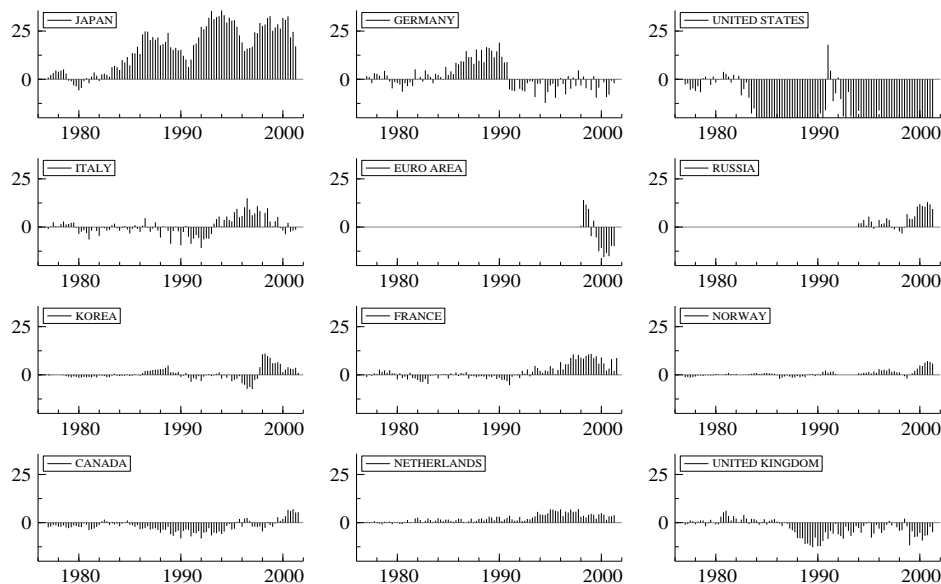 JAPAN GERMANY UNITED STATES
25 25 25
0 0 0
1980 1990 2000 1980 1990 2000 1980 1990 2000
ITALY EURO AREA RUSSIA
25 25 25
0 0 0
1980 1990 2000 1980 1990 2000 1980 1990 2000
KOREA FRANCE NORWAY
25 25 25
0 0 0
1980 1990 2000 1980 1990 2000 1980 1990 2000
CANADA NETHERLANDS UNITED KINGDOM
25 25 25
0 0 0
1980 1990 2000 1980 1990 2000 1980 1990 2000